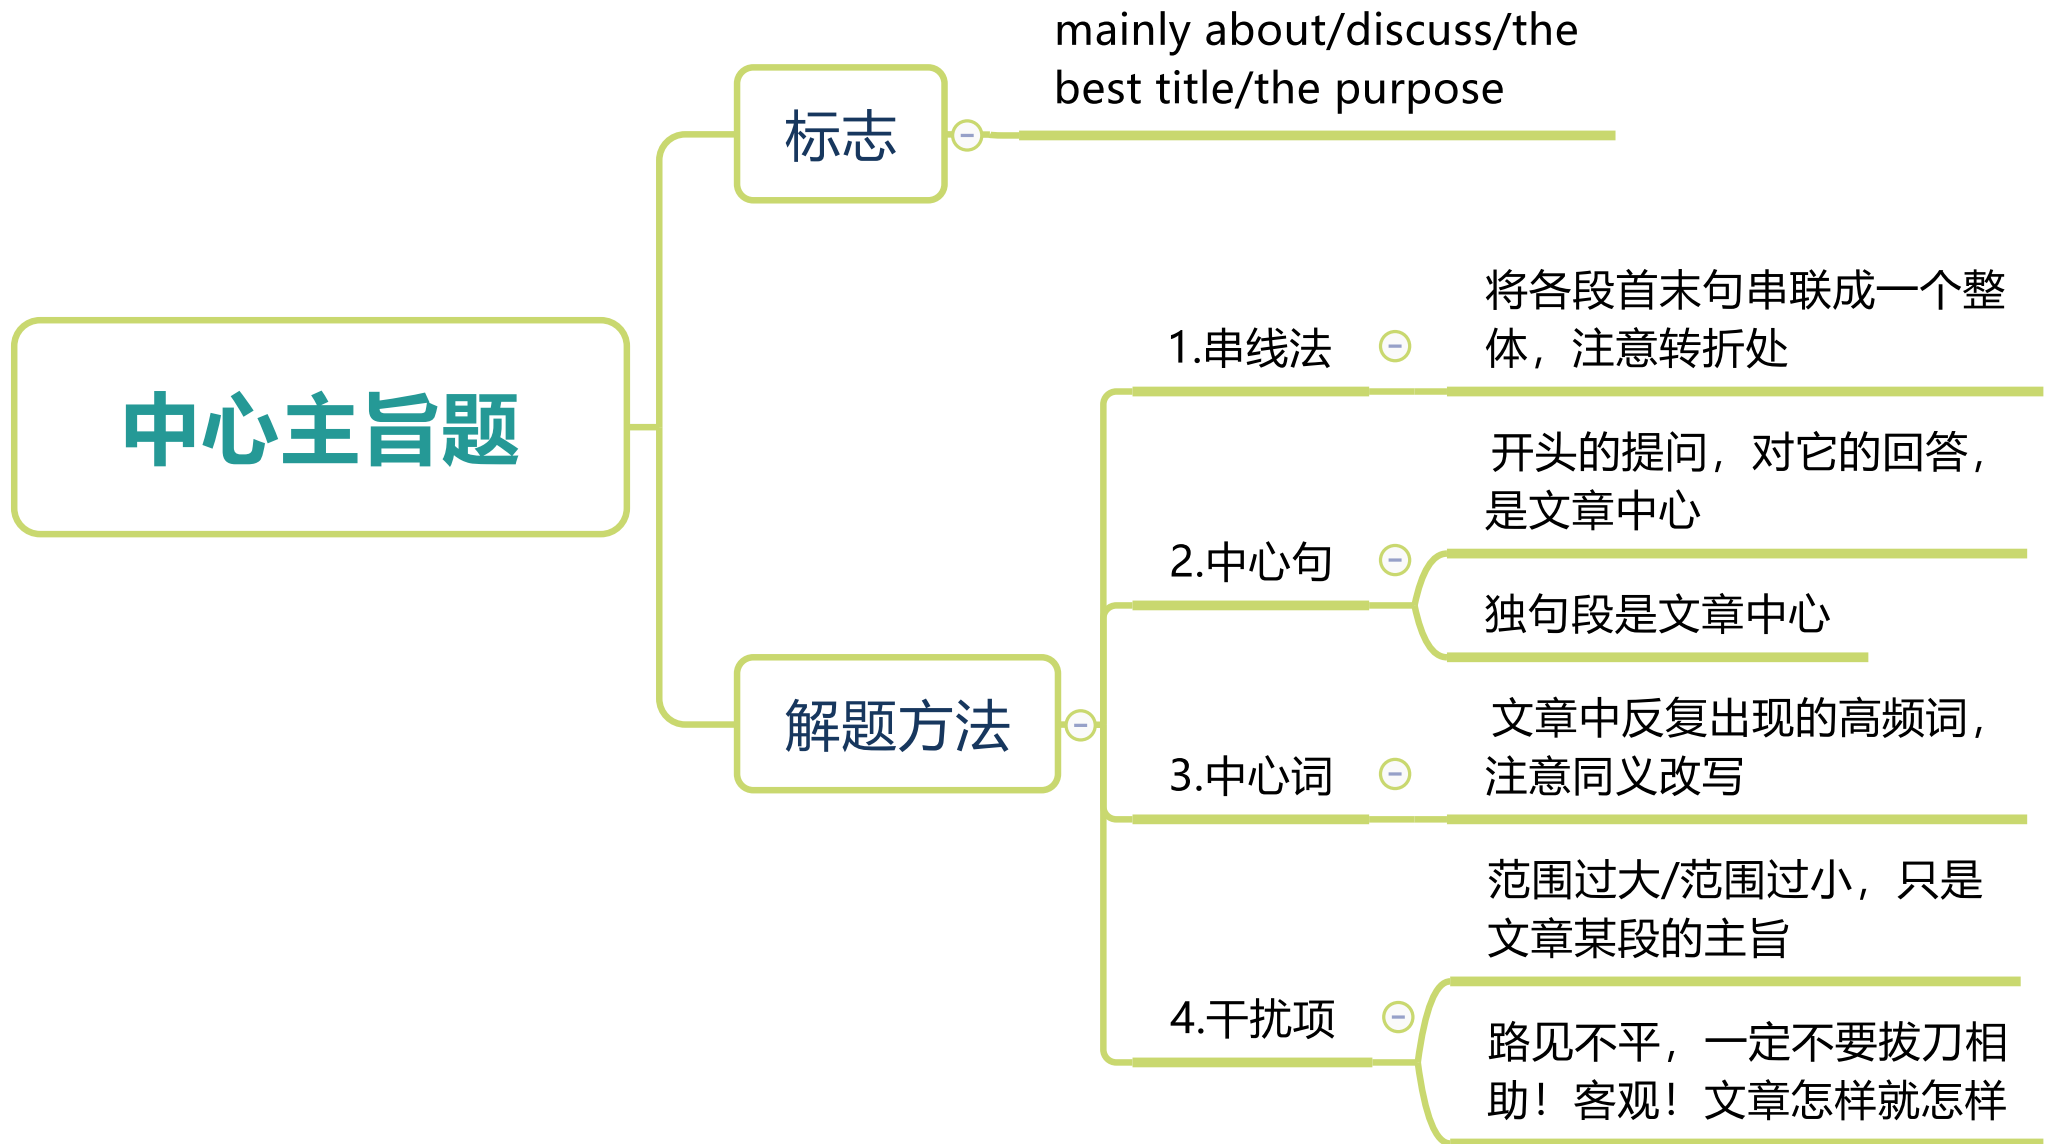 中心主旨题
标志
mainly about/discuss/the
best title/the purpose
解题方法
1.串线法
将各段首末句串联成一个整
体，注意转折处
2.中心句
开头的提问，对它的回答，
是文章中心
独句段是文章中心
3.中心词
文章中反复出现的高频词，
注意同义改写
4.干扰项
范围过大/范围过小，只是
文章某段的主旨
路见不平，一定不要拔刀相
助！客观！文章怎样就怎样